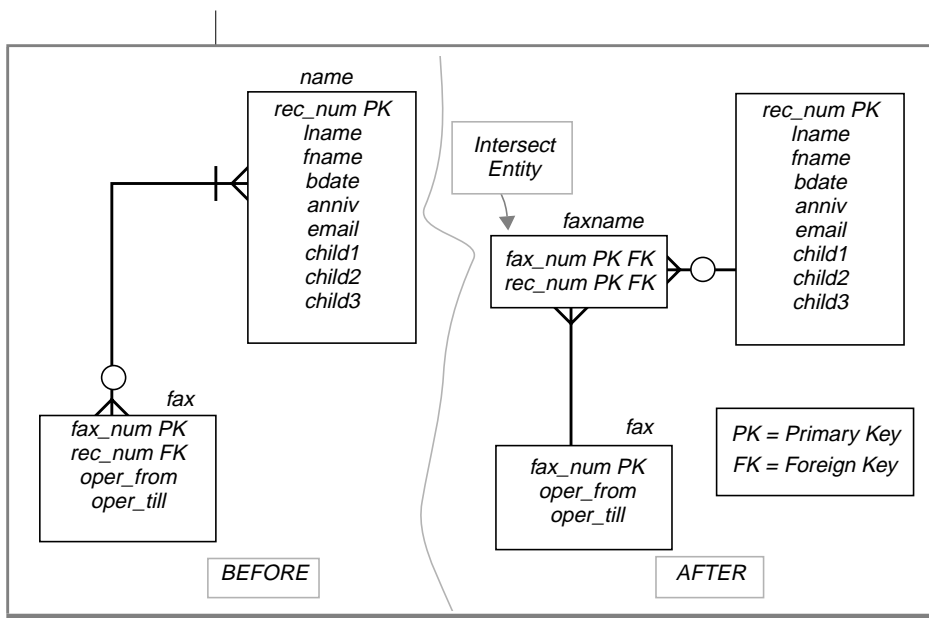 name
rec_num PK
lname
fname
bdate
anniv
email
child1
child2
child3
fax
fax_num PK
rec_num FK
oper_from
oper_till
BEFORE
Intersect
Entity
faxname
fax_num PK FK
rec_num PK FK
rec_num PK
lname
fname
bdate
anniv
email
child1
child2
child3
fax
fax_num PK
oper_from
oper_till
PK = Primary Key
FK = Foreign Key
AFTER